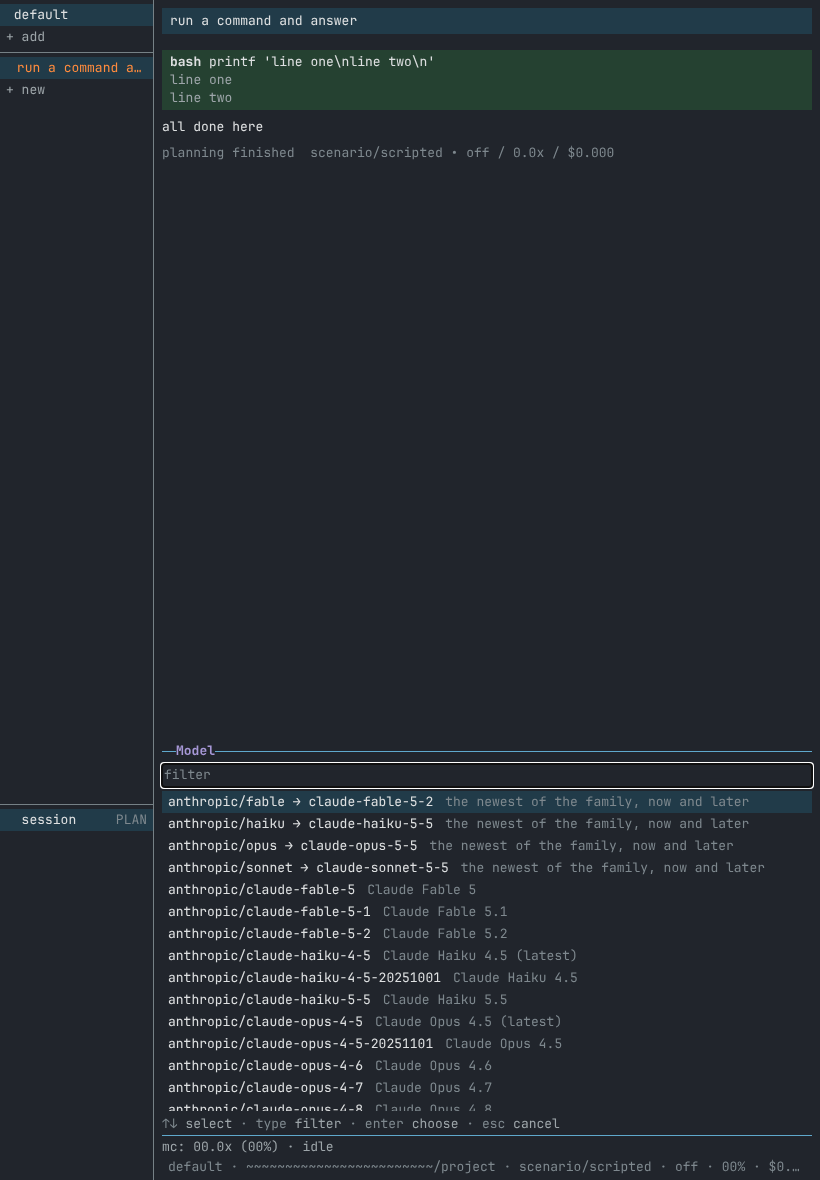 default
+ add
run a command a…
+ new
session PLAN
run a command and answer
bash printf 'line one\nline two\n'
line one
line two
all done here
planning finished  scenario/scripted • off / 0.0x / $0.000
Model
filter
anthropic/fable → claude-fable-5-2 the newest of the family, now and later
anthropic/haiku → claude-haiku-5-5 the newest of the family, now and later
anthropic/opus → claude-opus-5-5 the newest of the family, now and later
anthropic/sonnet → claude-sonnet-5-5 the newest of the family, now and later
anthropic/claude-fable-5 Claude Fable 5
anthropic/claude-fable-5-1 Claude Fable 5.1
anthropic/claude-fable-5-2 Claude Fable 5.2
anthropic/claude-haiku-4-5 Claude Haiku 4.5 (latest)
anthropic/claude-haiku-4-5-20251001 Claude Haiku 4.5
anthropic/claude-haiku-5-5 Claude Haiku 5.5
anthropic/claude-opus-4-5 Claude Opus 4.5 (latest)
anthropic/claude-opus-4-5-20251101 Claude Opus 4.5
anthropic/claude-opus-4-6 Claude Opus 4.6
anthropic/claude-opus-4-7 Claude Opus 4.7
anthropic/claude-opus-4-8 Claude Opus 4.8
↑↓ select · type filter · enter choose · esc cancel
mc: 00.0x (00%) · idle
default · ~~~~~~~~~~~~~~~~~~~~~~~~/project · scenario/scripted · off · 00% · $0.…